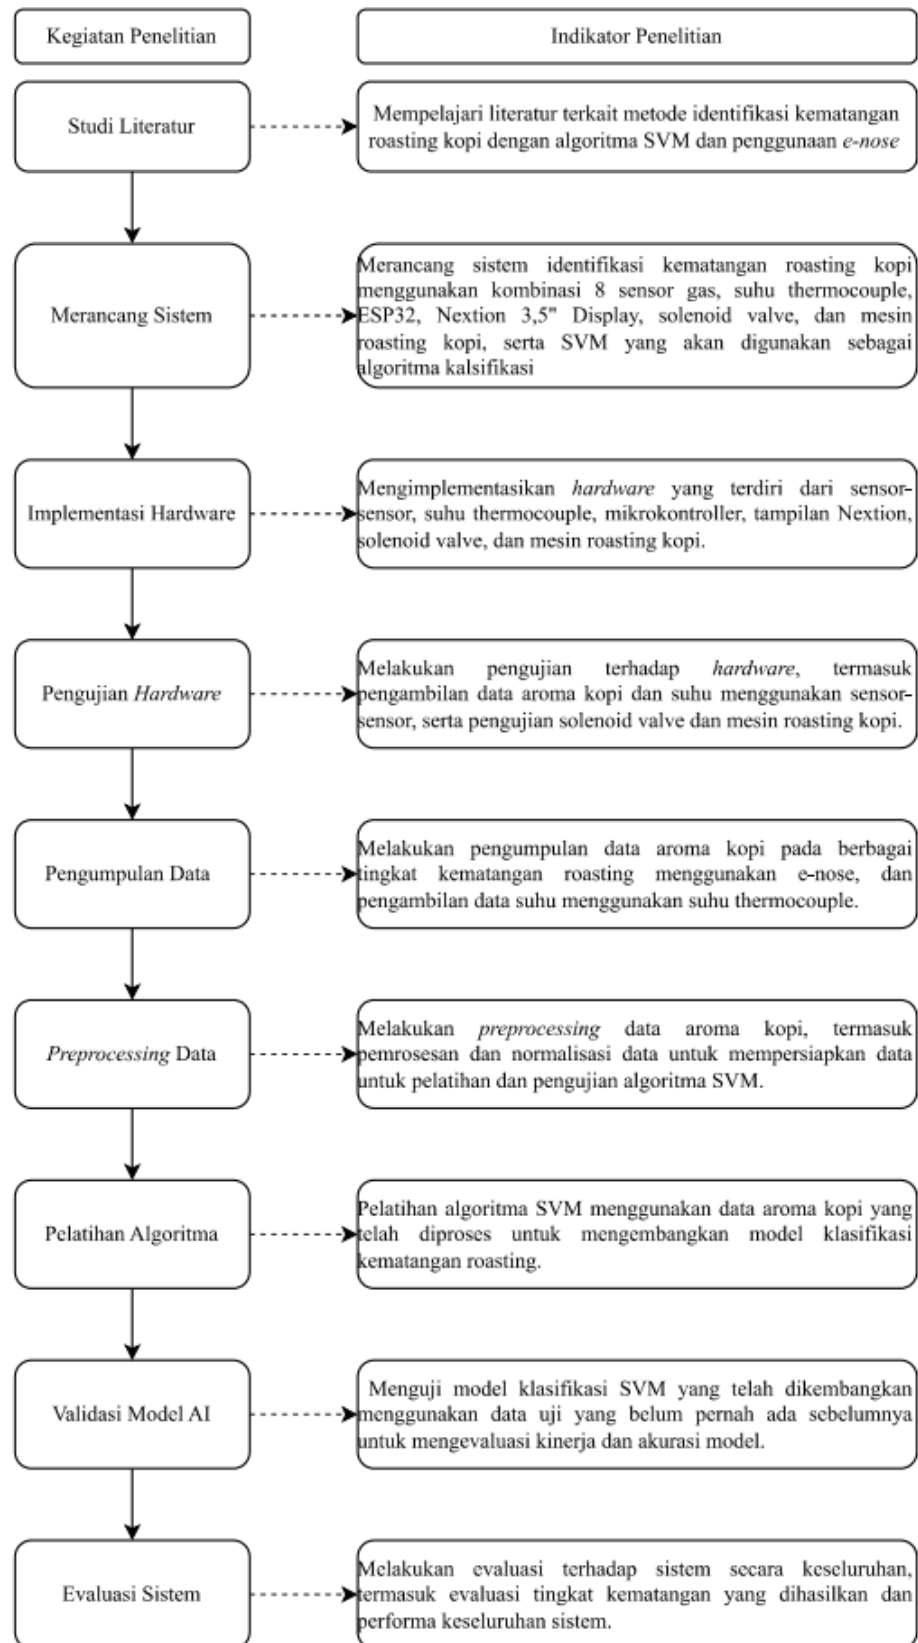 Kegiatan Penelitian
Indikator Penelitian
Studi Literatur
Mempelajari literatur terkait metode identifikasi kematangan
roasting kopi dengan algoritma SVM dan penggunaan e-nose
Merancang Sistem
Merancang sistem identifikasi kematangan roasting kopi
menggunakan kombinasi 8 sensor gas, suhu thermocouple,
ESP32, Nextion 3,5" Display, solenoid valve, dan mesin
roasting kopi, serta SVM yang akan digunakan sebagai
algoritma kalsifikasi
Implementasi Hardware
Mengimplementasikan hardware yang terdiri dari sensor-
sensor, suhu thermocouple, mikrokontroller, tampilan Nextion,
solenoid valve, dan mesin roasting kopi.
Pengujian Hardware
Melakukan pengujian terhadap hardware, termasuk
pengambilan data aroma kopi dan suhu menggunakan sensor-
sensor, serta pengujian solenoid valve dan mesin roasting kopi.
Pengumpulan Data
Melakukan pengumpulan data aroma kopi pada berbagai
tingkat kematangan roasting menggunakan e-nose, dan
pengambilan data suhu menggunakan suhu thermocouple.
Preprocessing Data
Melakukan preprocessing data aroma kopi, termasuk
pemrosesan dan normalisasi data untuk mempersiapkan data
untuk pelatihan dan pengujian algoritma SVM.
Pelatihan Algoritma
Pelatihan algoritma SVM menggunakan data aroma kopi yang
telah diproses untuk mengembangkan model klasifikasi
kematangan roasting.
Validasi Model AI
Menguji model klasifikasi SVM yang telah dikembangkan
menggunakan data uji yang belum pernah ada sebelumnya
untuk mengevaluasi kinerja dan akurasi model.
Evaluasi Sistem
Melakukan evaluasi terhadap sistem secara keseluruhan,
termasuk evaluasi tingkat kematangan yang dihasilkan dan
performa keseluruhan sistem.